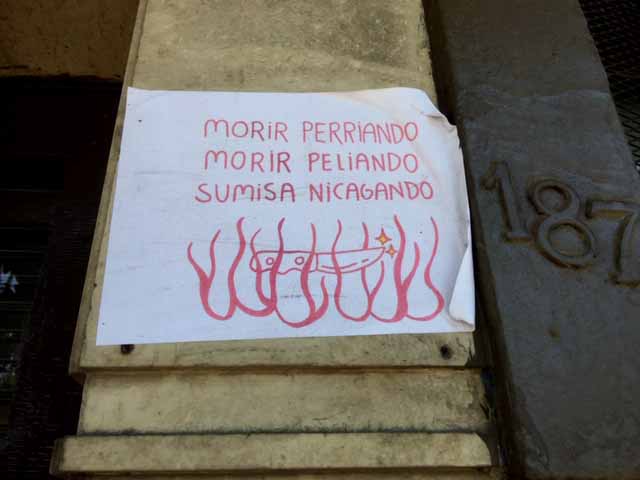 MORIR PERRIANDO
MORIR PELIANDO
SUMISA NICAGANDO
187